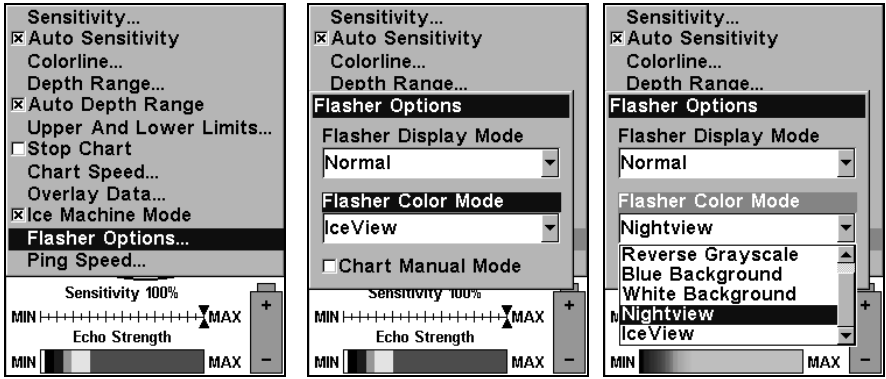 Sensitivity...
Auto Sensitivity
Colorline...
Depth Range...
Auto Depth Range
Upper And Lower Limits...
Stop Chart
Chart Speed...
Overlay Data...
Ice Machine Mode
Flasher Options...
Ping Speed...
Sensitivity 100%
MIN MAX
Echo Strength
MIN MAX
+
−
Sensitivity...
Auto Sensitivity
Colorline...
Depth Range...
Flasher Options
Flasher Display Mode
Normal
Flasher Color Mode
IceView
Chart Manual Mode
Sensitivity 100%
MIN MAX
Echo Strength
MIN MAX
+
−
Sensitivity...
Auto Sensitivity
Colorline...
Depth Range...
Flasher Options
Flasher Display Mode
Normal
Flasher Color Mode
Nightview
Reverse Grayscale
Blue Background
White Background
Nightview
IceView
MIN MAX
+
−